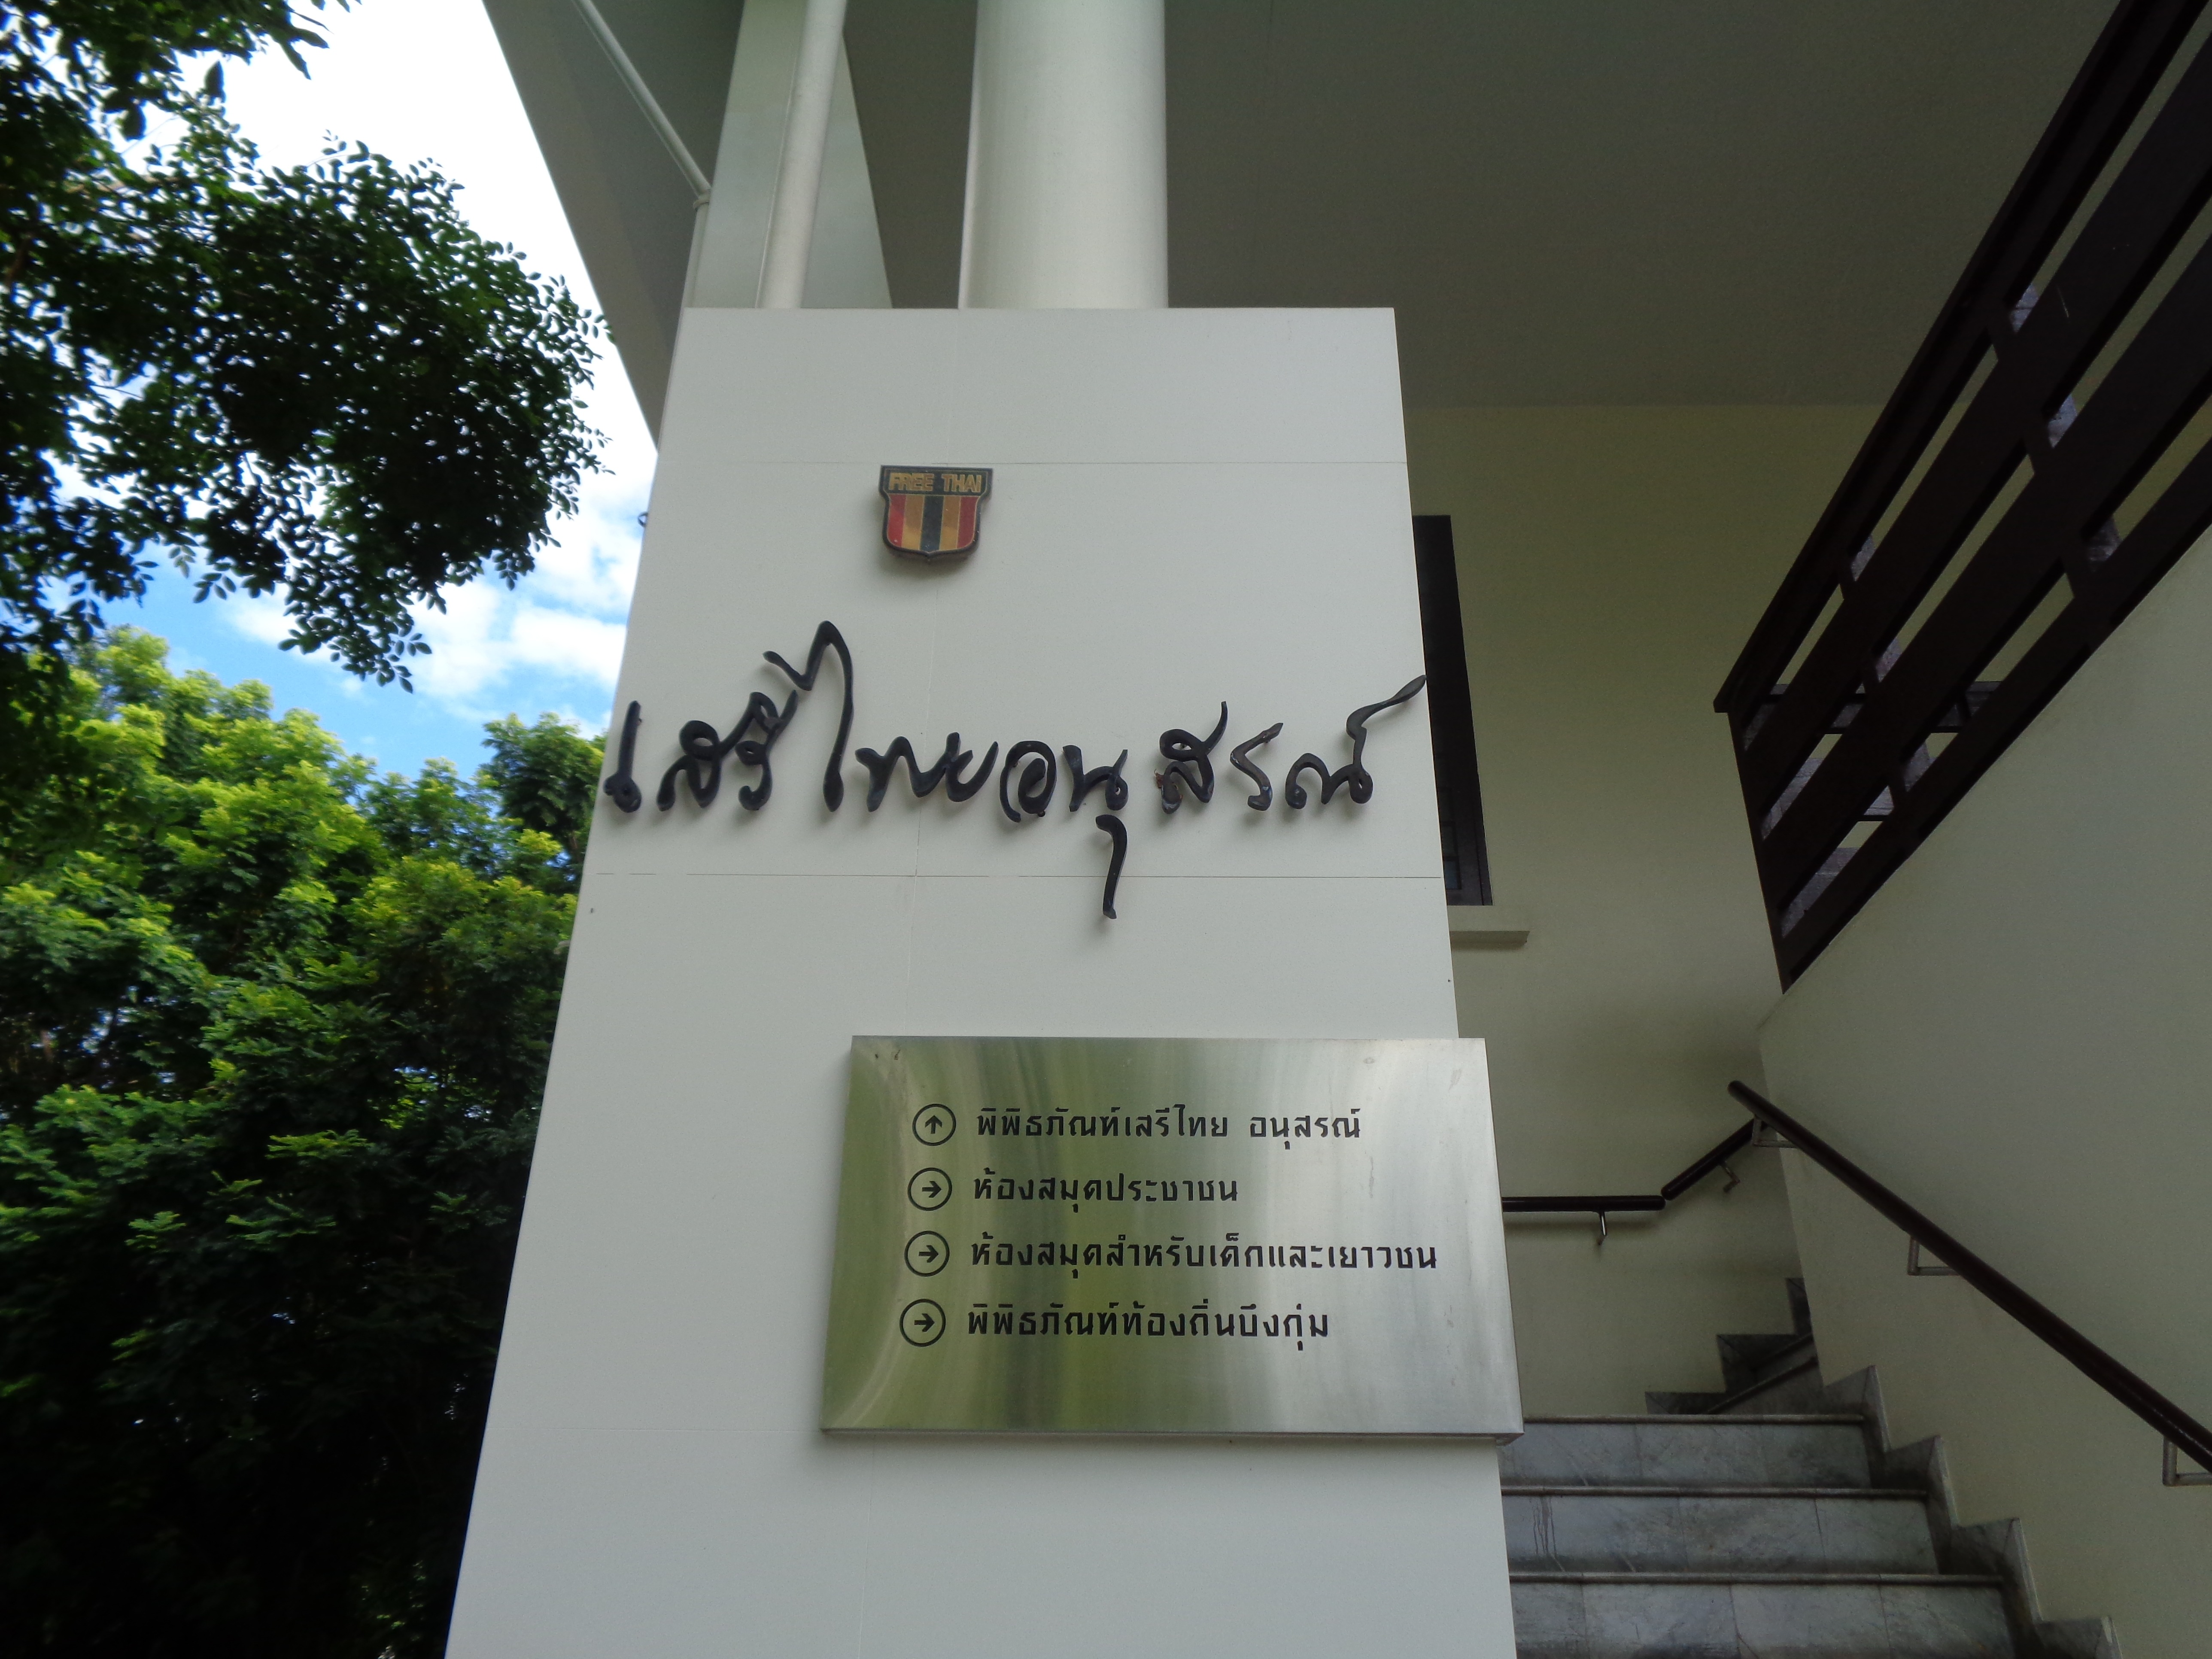 FREE THAI
เสรีไทยอนุสรณ์
พิพิธภัณฑ์เสรีไทย อนุสรณ์
ห้องสมุดประชาชน
ห้องสมุดสำหรับเด็กและเยาวชน
พิพิธภัณฑ์ท้องถิ่นบึงกุ่ม